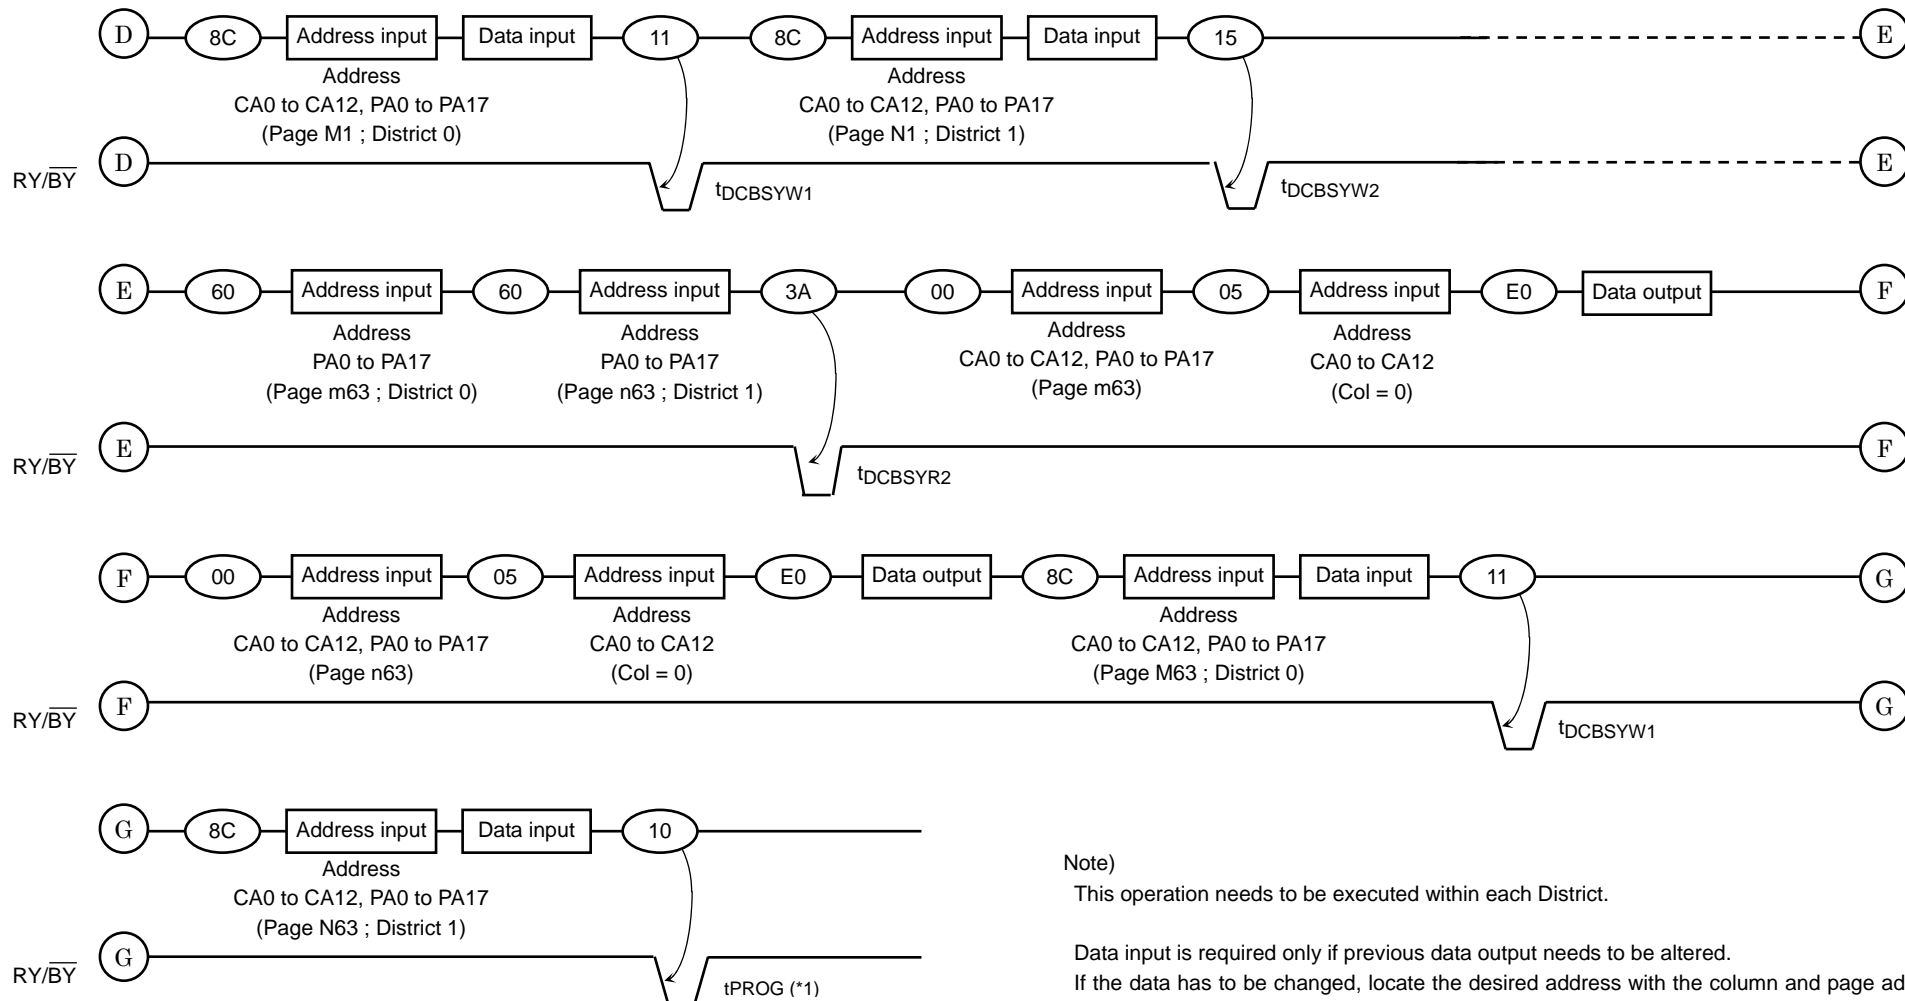 D 8C Address input Data input 11 8C Address input Data input 15 E
Address Address
CA0 to CA12, PA0 to PA17 CA0 to CA12, PA0 to PA17
(Page M1 ; District 0) (Page N1 ; District 1)
RY/BY D E
tDCBSYW1 tDCBSYW2
E 60 Address input 60 Address input 3A 00 Address input 05 Address input E0 Data output F
Address Address Address Address
PA0 to PA17 PA0 to PA17 CA0 to CA12, PA0 to PA17 CA0 to CA12
(Page m63 ; District 0) (Page n63 ; District 1) (Page m63) (Col = 0)
RY/BY E F
tDCBSYR2
F 00 Address input 05 Address input E0 Data output 8C Address input Data input 11 G
Address Address Address
CA0 to CA12, PA0 to PA17 CA0 to CA12 CA0 to CA12, PA0 to PA17
(Page n63) (Col = 0) (Page M63 ; District 0)
RY/BY F G
tDCBSYW1
G 8C Address input Data input 10
Address
CA0 to CA12, PA0 to PA17
(Page N63 ; District 1)
RY/BY G
tPROG (*1)
Note)
This operation needs to be executed within each District.
Data input is required only if previous data output needs to be altered.
If the data has to be changed, locate the desired address with the column and page ad